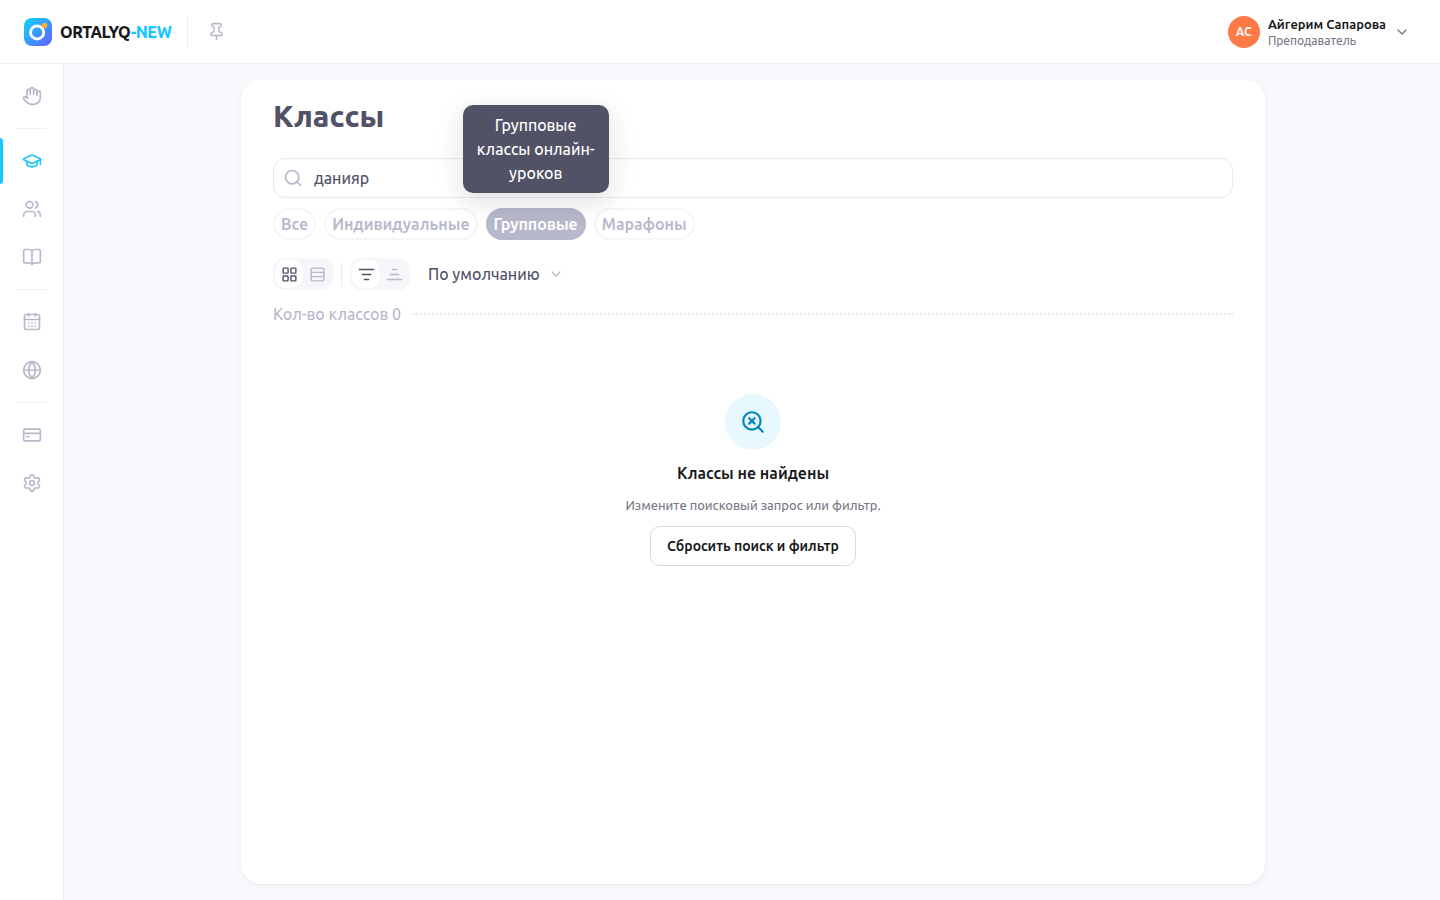 ORTALYQ-NEW
Айгерим Сапарова
Преподаватель
АС
Классы
Групповые
классы онлайн-
уроков
данияр
Все
Индивидуальные
Групповые
Марафоны
По умолчанию
Кол-во классов 0
Классы не найдены
Измените поисковый запрос или фильтр.
Сбросить поиск и фильтр